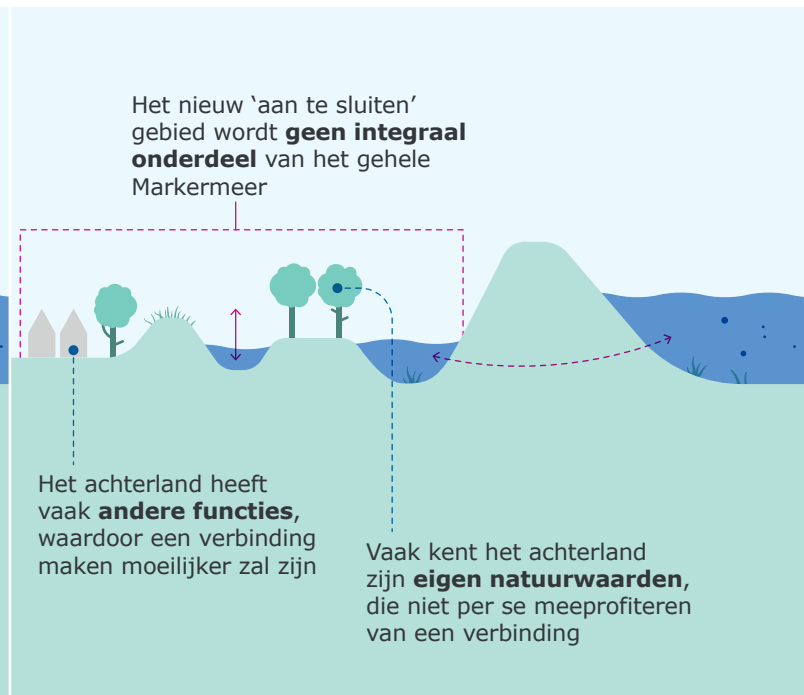 Het nieuw ‘aan te sluiten’
gebied wordt geen integraal
onderdeel van het gehele
Markermeer
Het achterland heeft
vaak andere functies,
waardoor een verbinding
maken moeilijker zal zijn
Vaak kent het achterland
zijn eigen natuurwaarden,
die niet per se meeprofiteren
van een verbinding